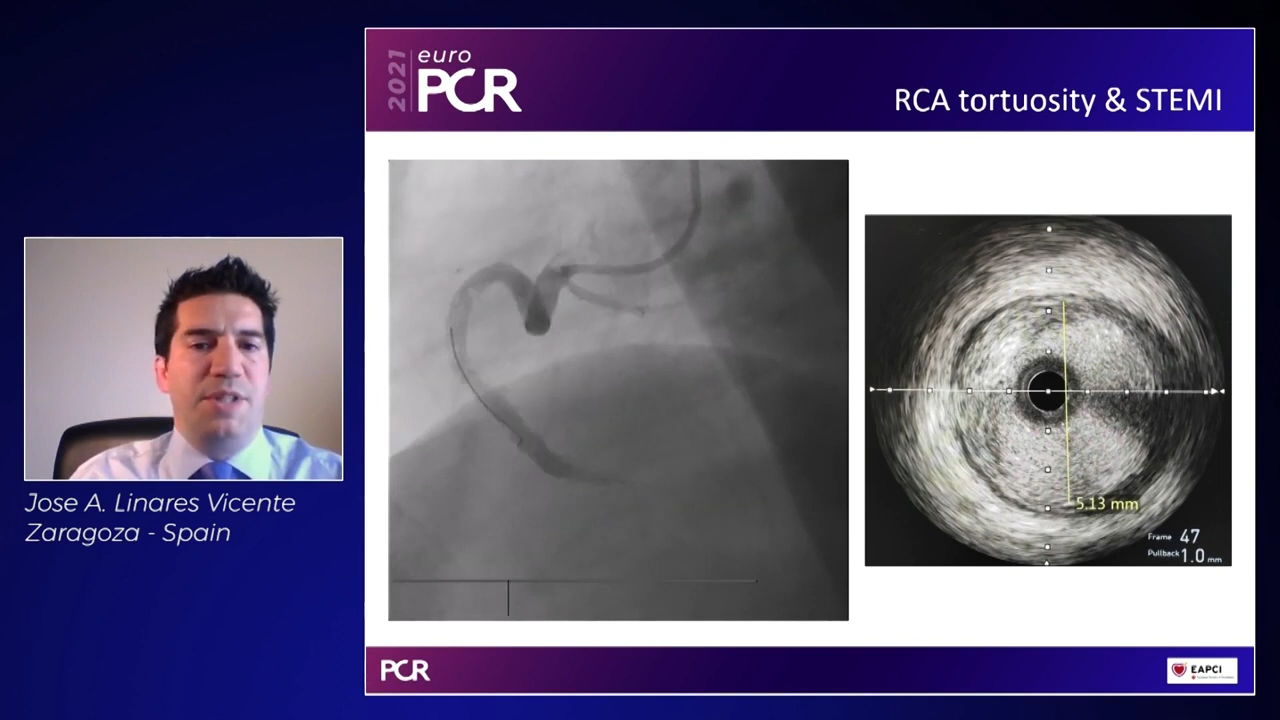 2021
euro
PCR
RCA tortuosity & STEMI
5.13 mm
Frame 47
Pullback 1.0 mm
Jose A. Linares Vicente
Zaragoza - Spain
PCR
EAPCI